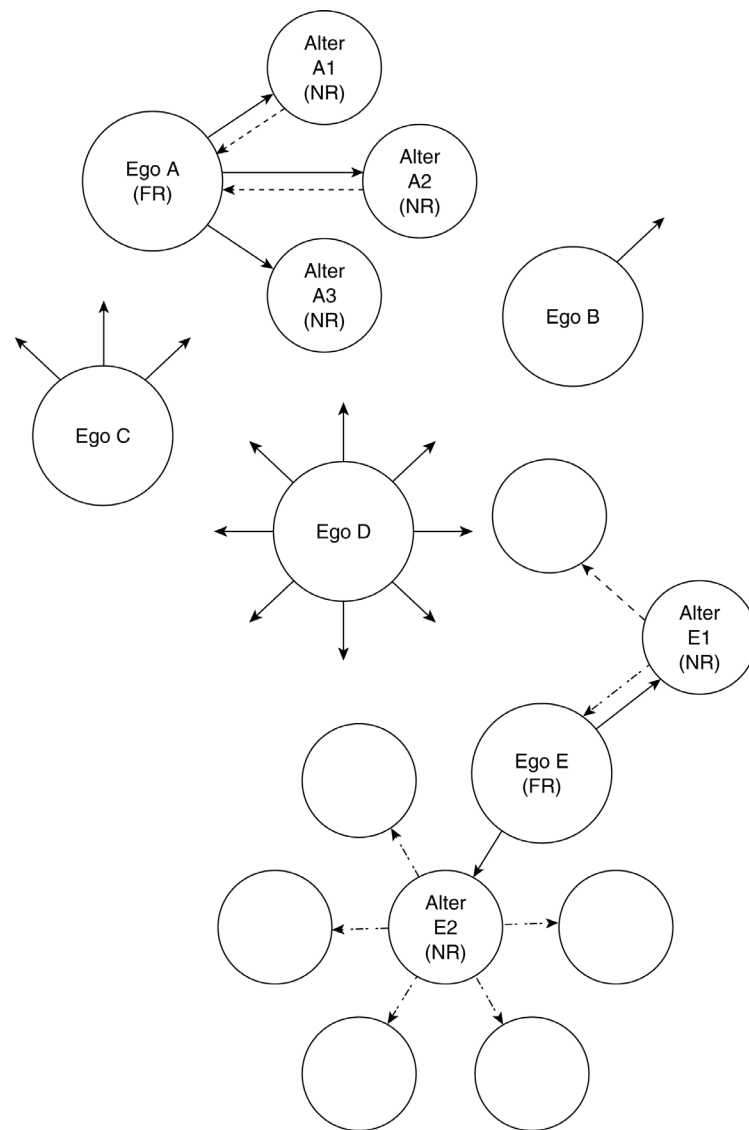 Alter
A1
(NR)
Ego A
(FR)
Alter
A2
(NR)
Alter
A3
(NR)
Ego B
Ego C
Ego D
Alter
E1
(NR)
Ego E
(FR)
Alter
E2
(NR)